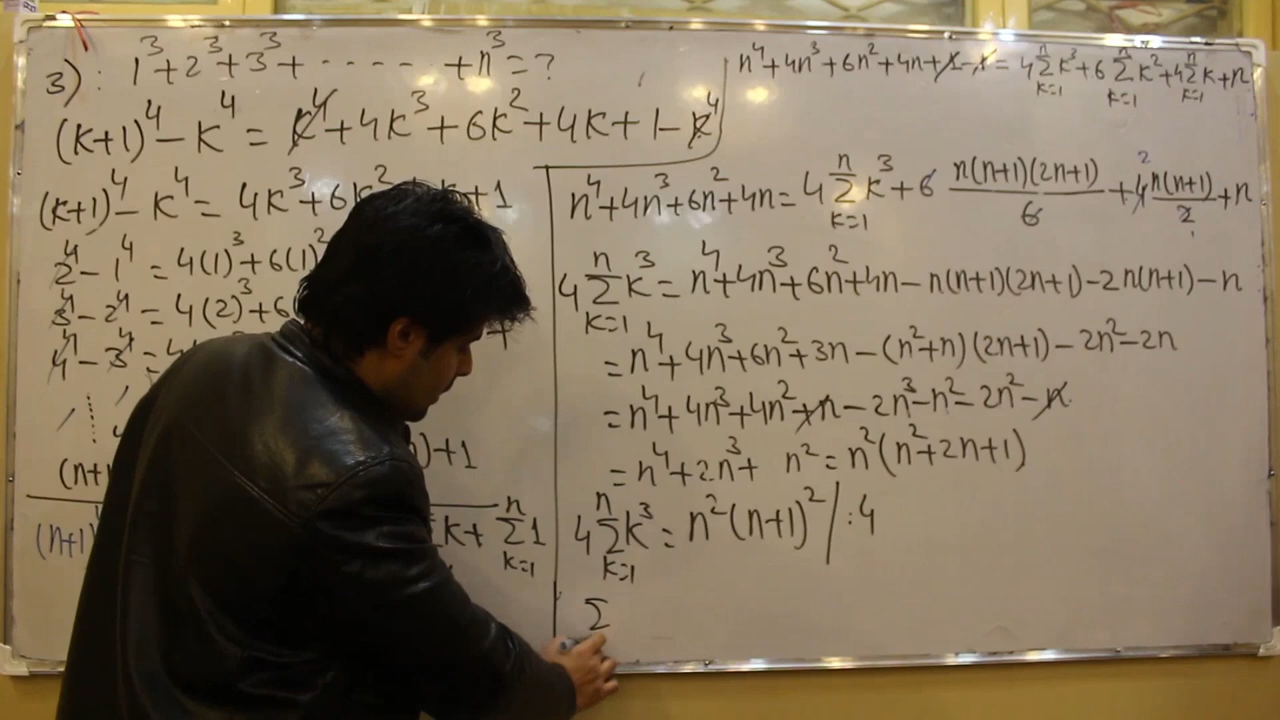 3): 1³+2³+3³+ - - - - - - +n³=?
(k+1)⁴-k⁴ = k⁴+4k³+6k²+4k+1-k⁴
(k+1)⁴-k⁴=4k³+6k² k+1
2⁴-1⁴=4(1)³+6(1)²
3⁴-2⁴=4(2)³+6
4⁴-3⁴=
)+1
(n+1)⁴
k+ n∑k=1 1
n⁴+4n³+6n²+4n+1-1=4 n∑k=1 k³+6 n∑k=1 k²+4 n∑k=1 k+n
n⁴+4n³+6n²+4n=4 n∑k=1 k³+6 n(n+1)(2n+1)/6 +4 n(n+1)/2 +n
4 n∑k=1 k³=n⁴+4n³+6n²+4n-n(n+1)(2n+1)-2n(n+1)-n
=n⁴+4n³+6n²+3n-(n²+n)(2n+1)-2n²-2n
=n⁴+4n³+4n²+n-2n³-n²-2n²-n
=n⁴+2n³+ n²=n²(n²+2n+1)
4 n∑k=1 k³=n²(n+1)² /:4
∑